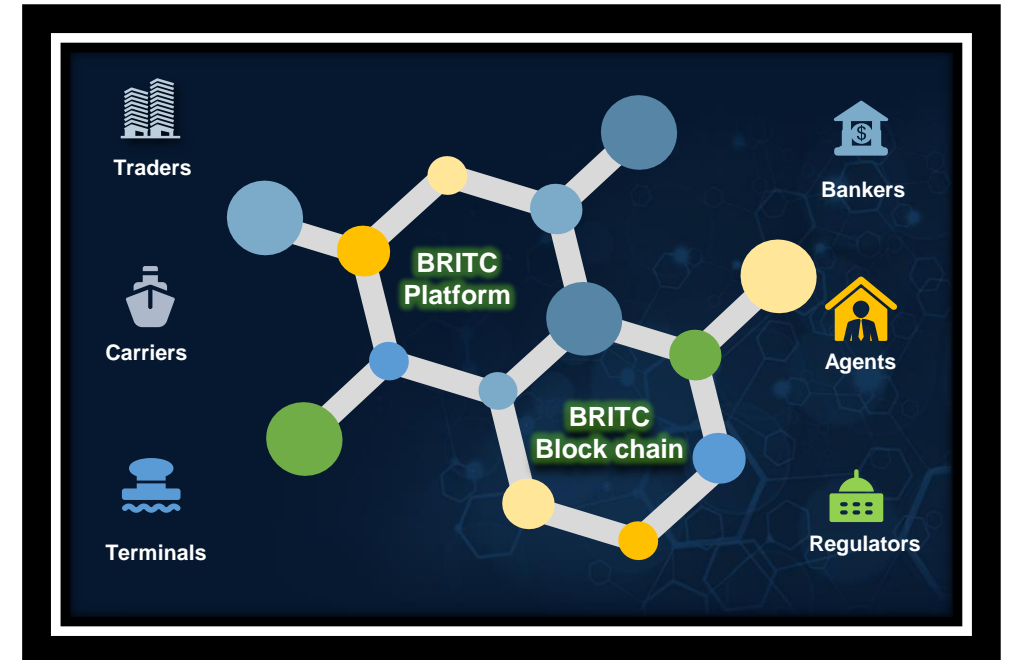 Traders
Bankers
BRITC
Platform
Carriers
Agents
BRITC
Block chain
Terminals
Regulators
$